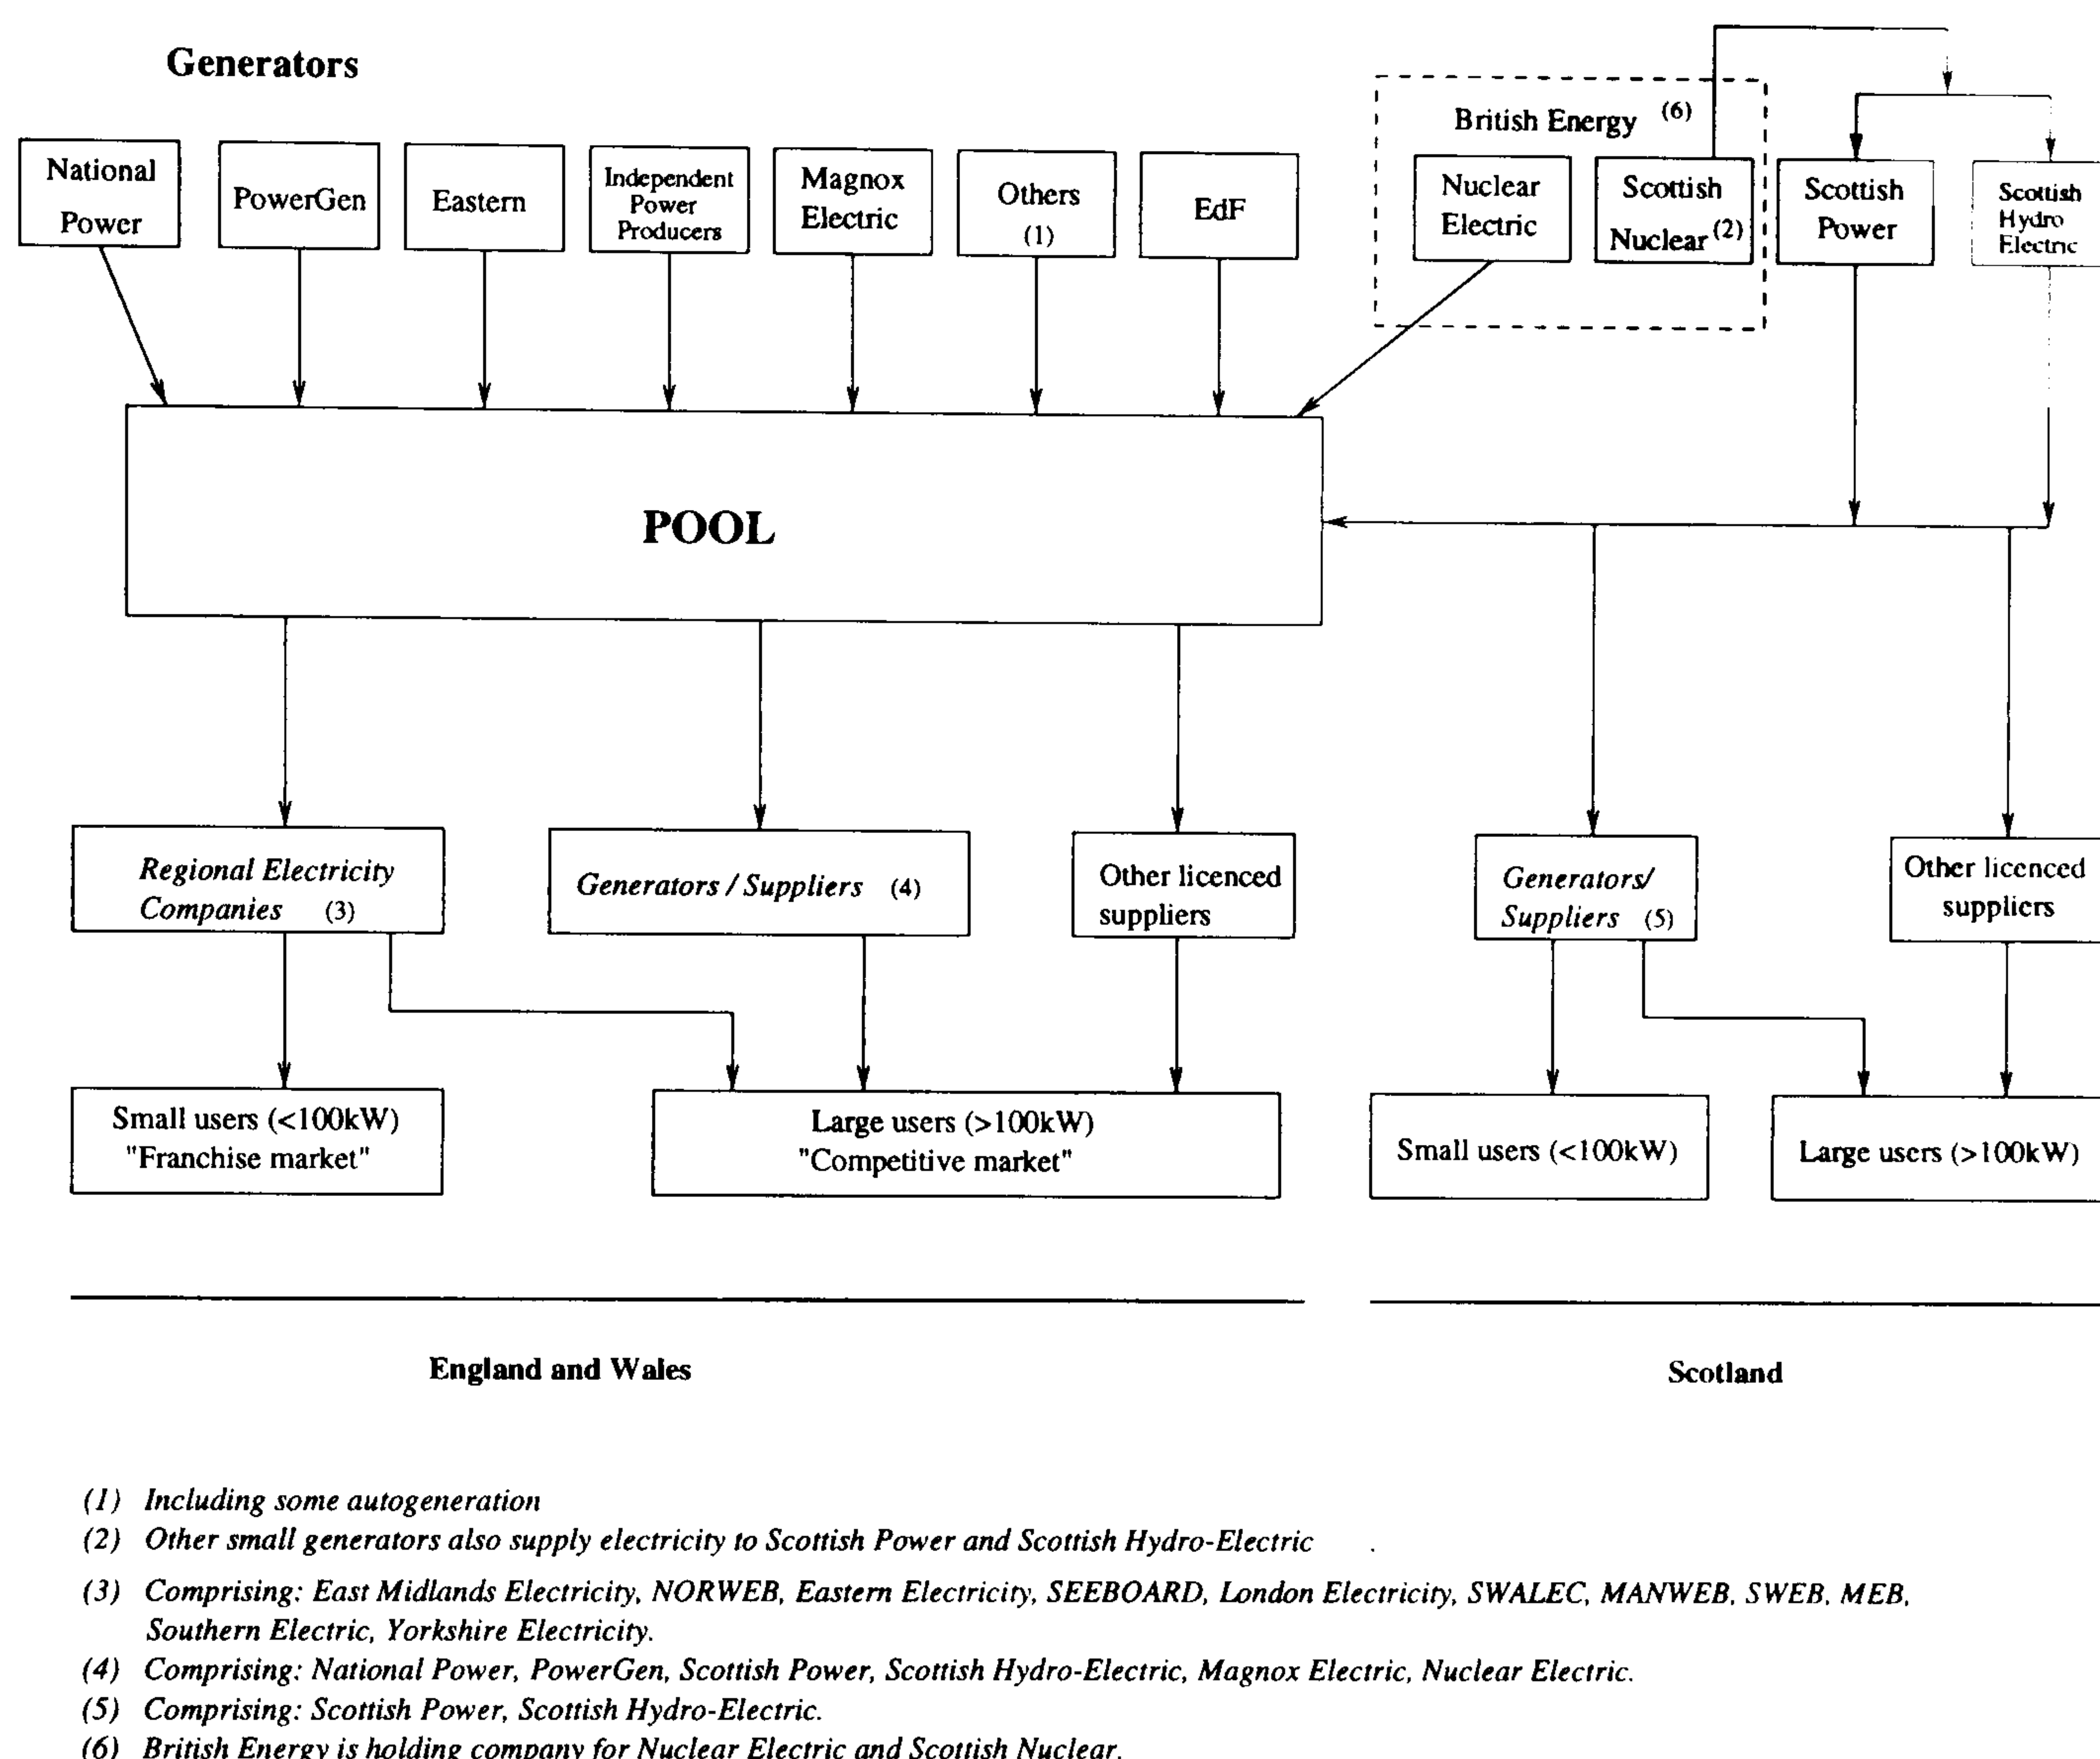 Generators
British Energy (6)
National
Power
PowerGen
Eastern
Independent
Power
Producers
Magnox
Electric
Others
(1)
EdF
Nuclear
Electric
Scottish
Nuclear (2)
Scottish
Power
Scottish
Hydro
Electric
POOL
Regional Electricity
Companies (3)
Generators / Suppliers (4)
Other licenced
suppliers
Generators/
Suppliers (5)
Other licenced
suppliers
Small users (<100kW)
"Franchise market"
Large users (>100kW)
"Competitive market"
Small users (<100kW)
Large users (>100kW)
England and Wales
Scotland
(1) Including some autogeneration
(2) Other small generators also supply electricity to Scottish Power and Scottish Hydro-Electric
(3) Comprising: East Midlands Electricity, NORWEB, Eastern Electricity, SEEBOARD, London Electricity, SWALEC, MANWEB, SWEB, MEB,
Southern Electric, Yorkshire Electricity.
(4) Comprising: National Power, PowerGen, Scottish Power, Scottish Hydro-Electric, Magnox Electric, Nuclear Electric.
(5) Comprising: Scottish Power, Scottish Hydro-Electric.
(6) British Energy is holding company for Nuclear Electric and Scottish Nuclear.